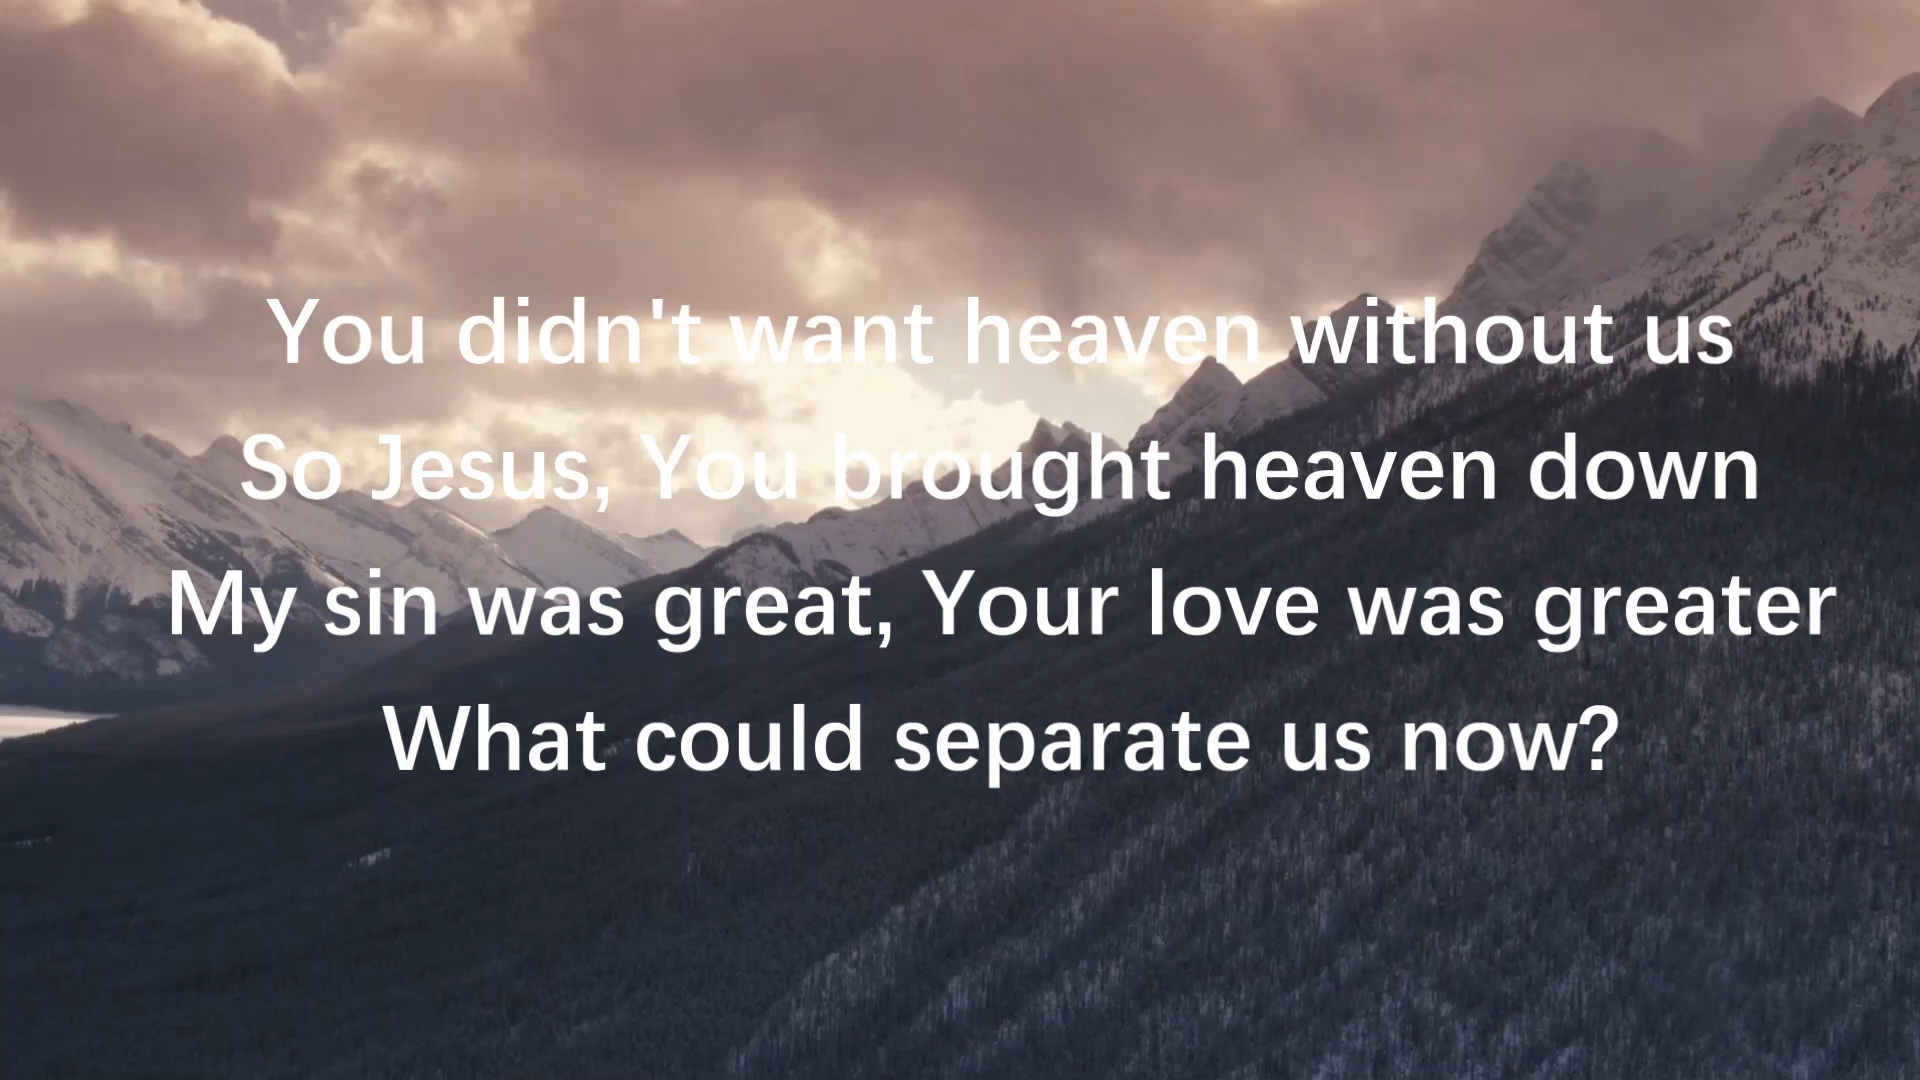 You didn't want heaven without us
So Jesus, You brought heaven down
My sin was great, Your love was greater
What could separate us now?